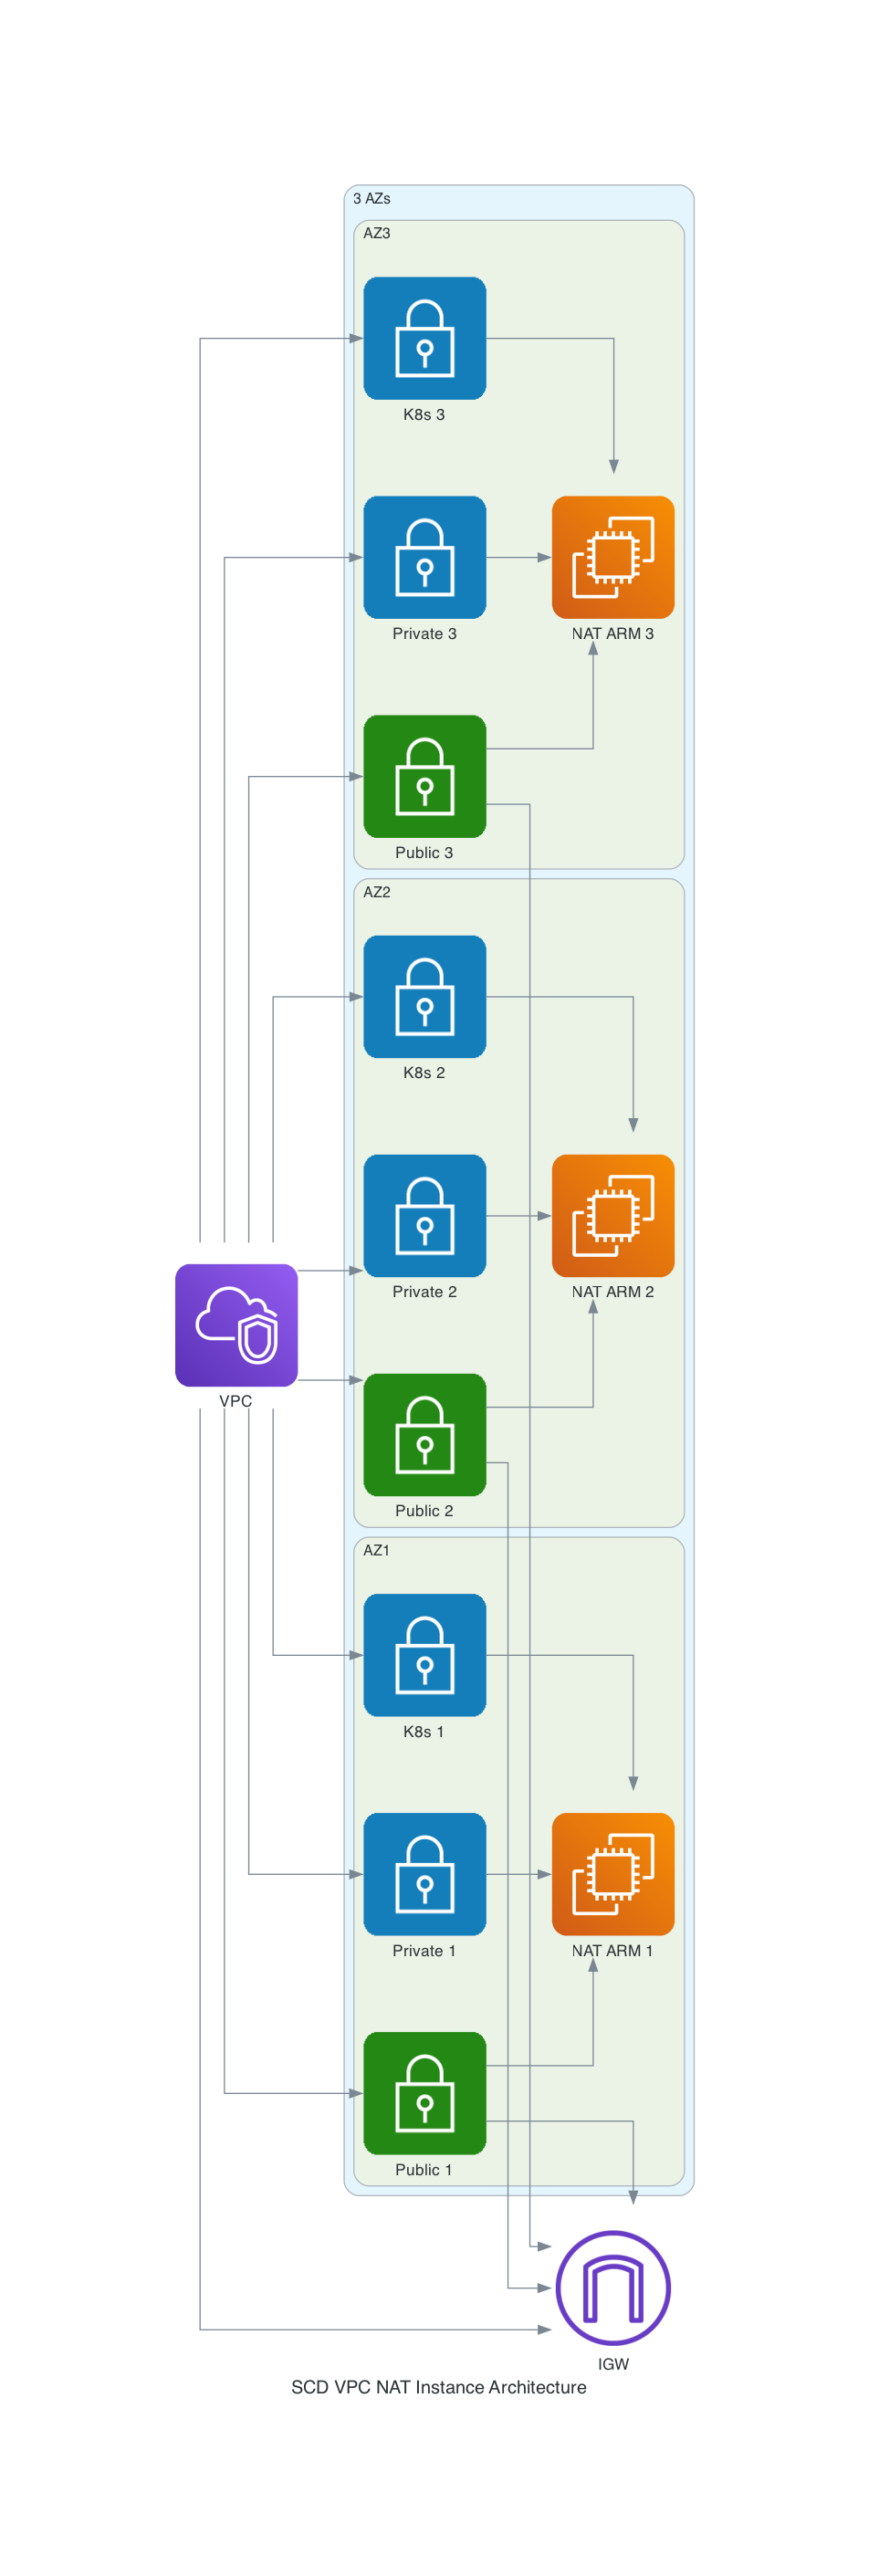 3 AZs
AZ3
K8s 3
Private 3
NAT ARM 3
Public 3
AZ2
K8s 2
Private 2
NAT ARM 2
VPC
Public 2
AZ1
K8s 1
Private 1
NAT ARM 1
Public 1
IGW
SCD VPC NAT Instance Architecture